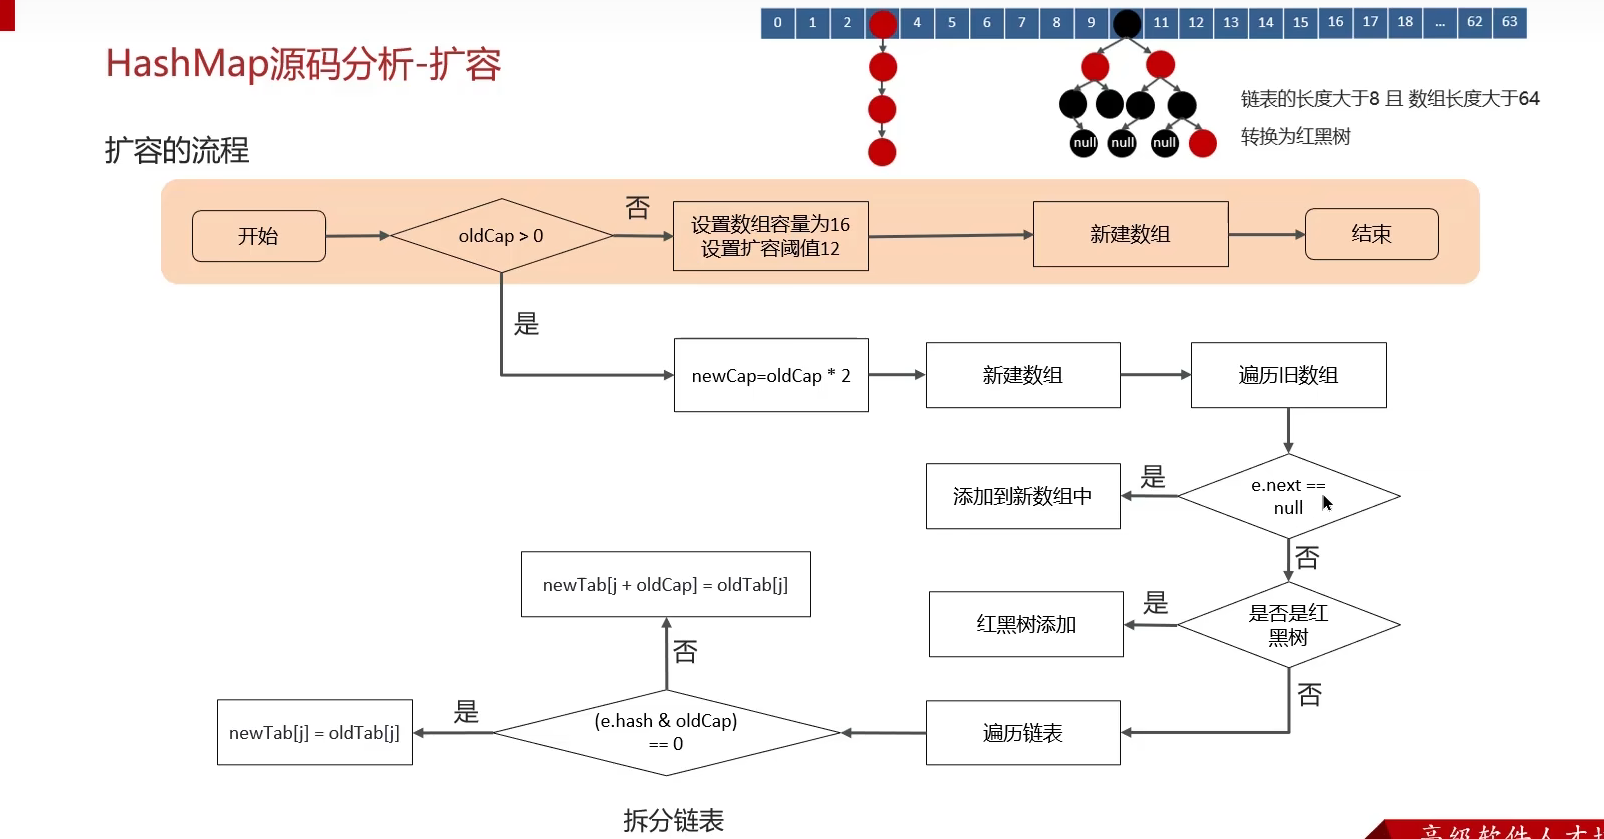 0 1 2 4 5 6 7 8 9 11 12 13 14 15 16 17 18 ... 62 63
HashMap源码分析-扩容
链表的长度大于8 且 数组长度大于64
转换为红黑树
null null null
扩容的流程
开始
oldCap > 0
否
设置数组容量为16
设置扩容阈值12
新建数组
结束
是
newCap=oldCap * 2
新建数组
遍历旧数组
e.next ==
null
是
添加到新数组中
否
是否是红
黑树
是
红黑树添加
否
遍历链表
(e.hash & oldCap)
== 0
否
newTab[j + oldCap] = oldTab[j]
是
newTab[j] = oldTab[j]
拆分链表
高级软件人才